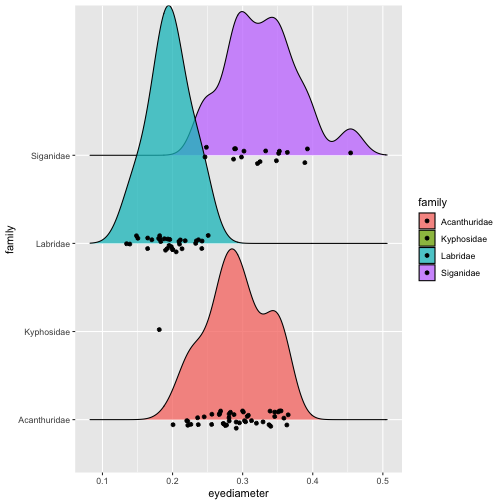 Siganidae
Labridae
Kyphosidae
Acanthuridae
family
0.1 0.2 0.3 0.4 0.5
eyediameter
family
Acanthuridae
Kyphosidae
Labridae
Siganidae